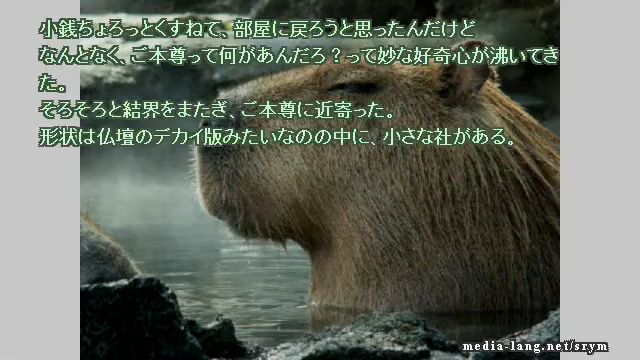 小銭ちょろっとくすねて、部屋に戻ろうと思ったんだけど
なんとなく、ご本尊って何があんだろ？って妙な好奇心が沸いてき
た。
そろそろと結界をまたぎ、ご本尊に近寄った。
形状は仏壇のデカイ版みたいなのの中に、小さな社がある。
media-lang.net/srym